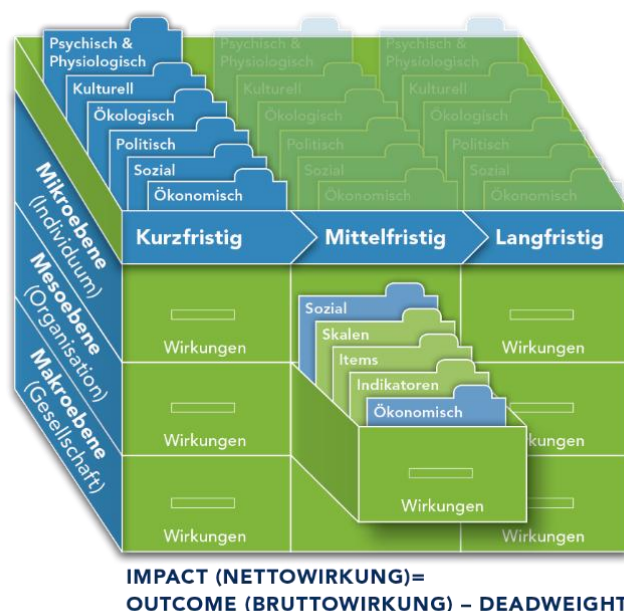 Psychisch &
Physiologisch
Kulturell
Ökologisch
Politisch
Sozial
Ökonomisch
Psychisch &
Physiologisch
Kulturell
Ökologisch
Politisch
Sozial
Ökonomisch
Psychisch &
Physiologisch
Kulturell
Ökologisch
Politisch
Sozial
Ökonomisch
Mikroebene
(Individuum)
Mesoebene
(Organisation)
Makroebene
(Gesellschaft)
Kurzfristig
Mittelfristig
Langfristig
Wirkungen
Sozial
Skalen
Items
Indikatoren
Ökonomisch
Wirkungen
Wirkungen
Wirkungen
Wirkungen
Wirkungen
Wirkungen
IMPACT (NETTOWIRKUNG)=
OUTCOME (BRUTTOWIRKUNG) – DEADWEIGHT